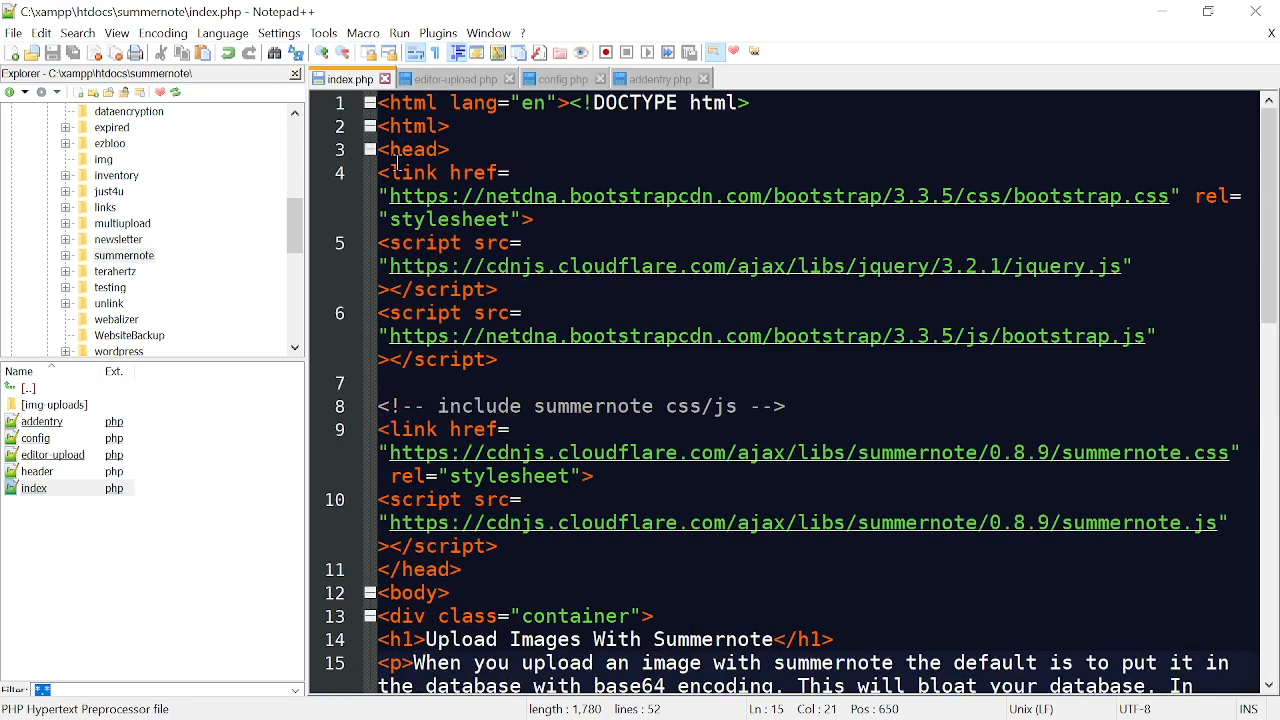 C:\xampp\htdocs\summernote\index.php - Notepad++
File Edit Search View Encoding Language Settings Tools Macro Run Plugins Window ? X
Explorer - C:\xampp\htdocs\summernote\
index.php editor-upload.php config.php addentry.php
dataencryption
expired
ezbloo
img
inventory
just4u
links
multiupload
newsletter
summernote
terahertz
testing
unlink
webalizer
WebsiteBackup
wordpress
Name Ext.
[..]
[img-uploads]
addentry php
config php
editor-upload php
header php
index php
Filter: *.*
1 <html lang="en"><!DOCTYPE html>
2 <html>
3 <head>
4 <link href=
"https://netdna.bootstrapcdn.com/bootstrap/3.3.5/css/bootstrap.css" rel=
"stylesheet">
5 <script src=
"https://cdnjs.cloudflare.com/ajax/libs/jquery/3.2.1/jquery.js"
></script>
6 <script src=
"https://netdna.bootstrapcdn.com/bootstrap/3.3.5/js/bootstrap.js"
></script>
7
8 <!-- include summernote css/js -->
9 <link href=
"https://cdnjs.cloudflare.com/ajax/libs/summernote/0.8.9/summernote.css"
rel="stylesheet">
10 <script src=
"https://cdnjs.cloudflare.com/ajax/libs/summernote/0.8.9/summernote.js"
></script>
11 </head>
12 <body>
13 <div class="container">
14 <h1>Upload Images With Summernote</h1>
15 <p>When you upload an image with summernote the default is to put it in
the database with base64 encoding. This will bloat your database. In
PHP Hypertext Preprocessor file length : 1,780 lines : 52 Ln : 15 Col : 21 Pos : 650 Unix (LF) UTF-8 INS